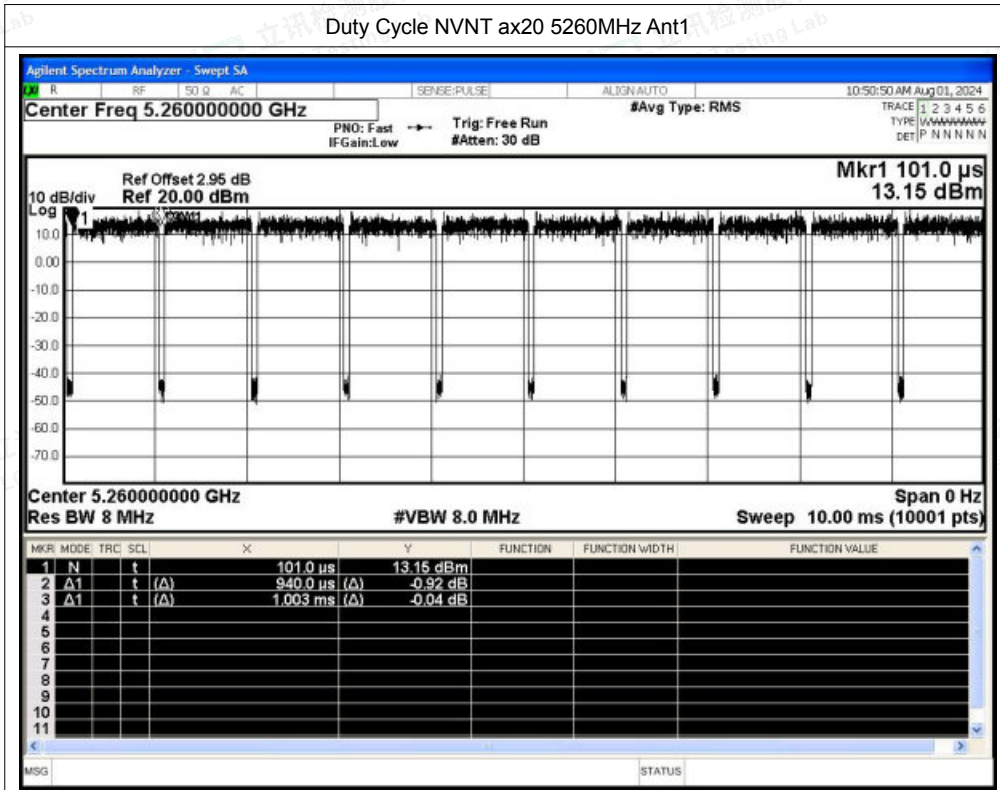 Duty Cycle NVNT ax20 5260MHz Ant1
Agilent Spectrum Analyzer - Swept SA
R RF 50 Ω AC SENSE:PULSE ALIGNAUTO 10:50:50 AM Aug 01, 2024
Center Freq 5.260000000 GHz #Avg Type: RMS TRACE 1 2 3 4 5 6
PNO: Fast Trig: Free Run TYPE
IFGain:Low #Atten: 30 dB DET P N N N N N
Mkr1 101.0 µs
Ref Offset 2.95 dB
10 dB/div Ref 20.00 dBm 13.15 dBm
Log
1
10.0
0.00
-10.0
-20.0
-30.0
-40.0
-50.0
-60.0
-70.0
Center 5.260000000 GHz Span 0 Hz
Res BW 8 MHz #VBW 8.0 MHz Sweep 10.00 ms (10001 pts)
MKR MODE TRC SCL X Y FUNCTION FUNCTION WIDTH FUNCTION VALUE
1 N t 101.0 µs 13.15 dBm
2 Δ1 t (Δ) 940.0 µs (Δ) -0.92 dB
3 Δ1 t (Δ) 1.003 ms (Δ) -0.04 dB
4
5
6
7
8
9
10
11
MSG STATUS